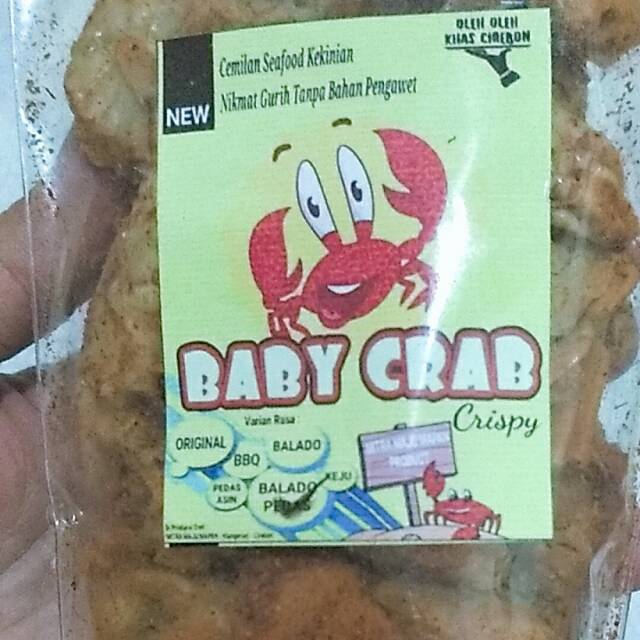 OLEH OLEH
KHAS CIREBON
Cemilan Seafood Kekinian
Nikmat Gurih Tanpa Bahan Pengawet
NEW
BABY CRAB
Crispy
Varian Rasa :
ORIGINAL
BBQ
BALADO
PEDAS
ASIN
BALADO
PEDAS
KEJU